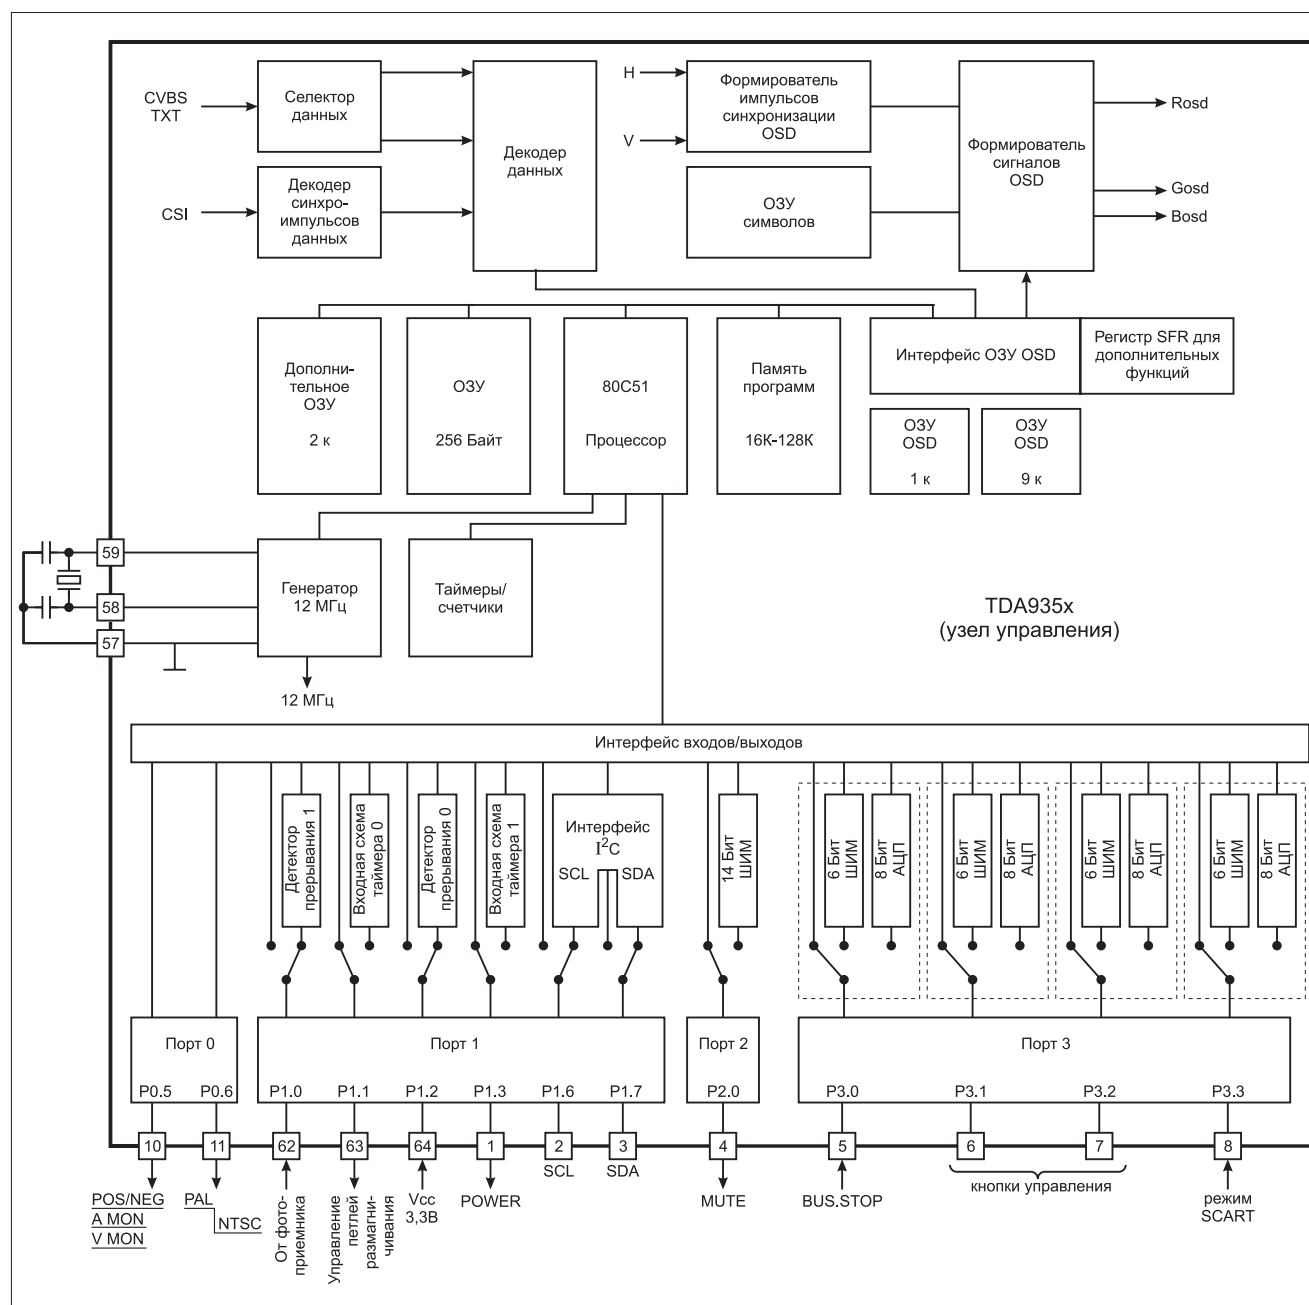 CVBS
TXT
Селектор
данных
Декодер
данных
H
V
Формирователь
импульсов
синхронизации
OSD
Формирователь
сигналов
OSD
Rosd
Gosd
Bosd
CSI
Декодер
синхро-
импульсов
данных
ОЗУ
символов
Дополни-
тельное
ОЗУ
2 к
ОЗУ
256 Байт
80C51
Процессор
Память
программ
16К-128К
Интерфейс ОЗУ OSD
Регистр SFR для
дополнительных
функций
ОЗУ
OSD
1 к
ОЗУ
OSD
9 к
59
58
57
Генератор
12 МГц
Таймеры/
счетчики
12 МГц
TDA935x
(узел управления)
Интерфейс входов/выходов
Детектор
прерывания 1
Входная схема
таймера 0
Детектор
прерывания 0
Входная схема
таймера 1
Интерфейс
I²C
SCL
SDA
14 Бит
ШИМ
6 Бит
ШИМ
8 Бит
АЦП
6 Бит
ШИМ
8 Бит
АЦП
6 Бит
ШИМ
8 Бит
АЦП
6 Бит
ШИМ
8 Бит
АЦП
Порт 0
P0.5
P0.6
Порт 1
P1.0
P1.1
P1.2
P1.3
P1.6
P1.7
Порт 2
P2.0
Порт 3
P3.0
P3.1
P3.2
P3.3
10
11
62
63
64
1
2
3
4
5
6
7
8
POS/NEG
A MON
V MON
PAL
NTSC
От фото-
приемника
Управление
петлей
размагни-
чивания
Vcc
3,3В
POWER
SCL
SDA
MUTE
BUS.STOP
кнопки управления
режим
SCART